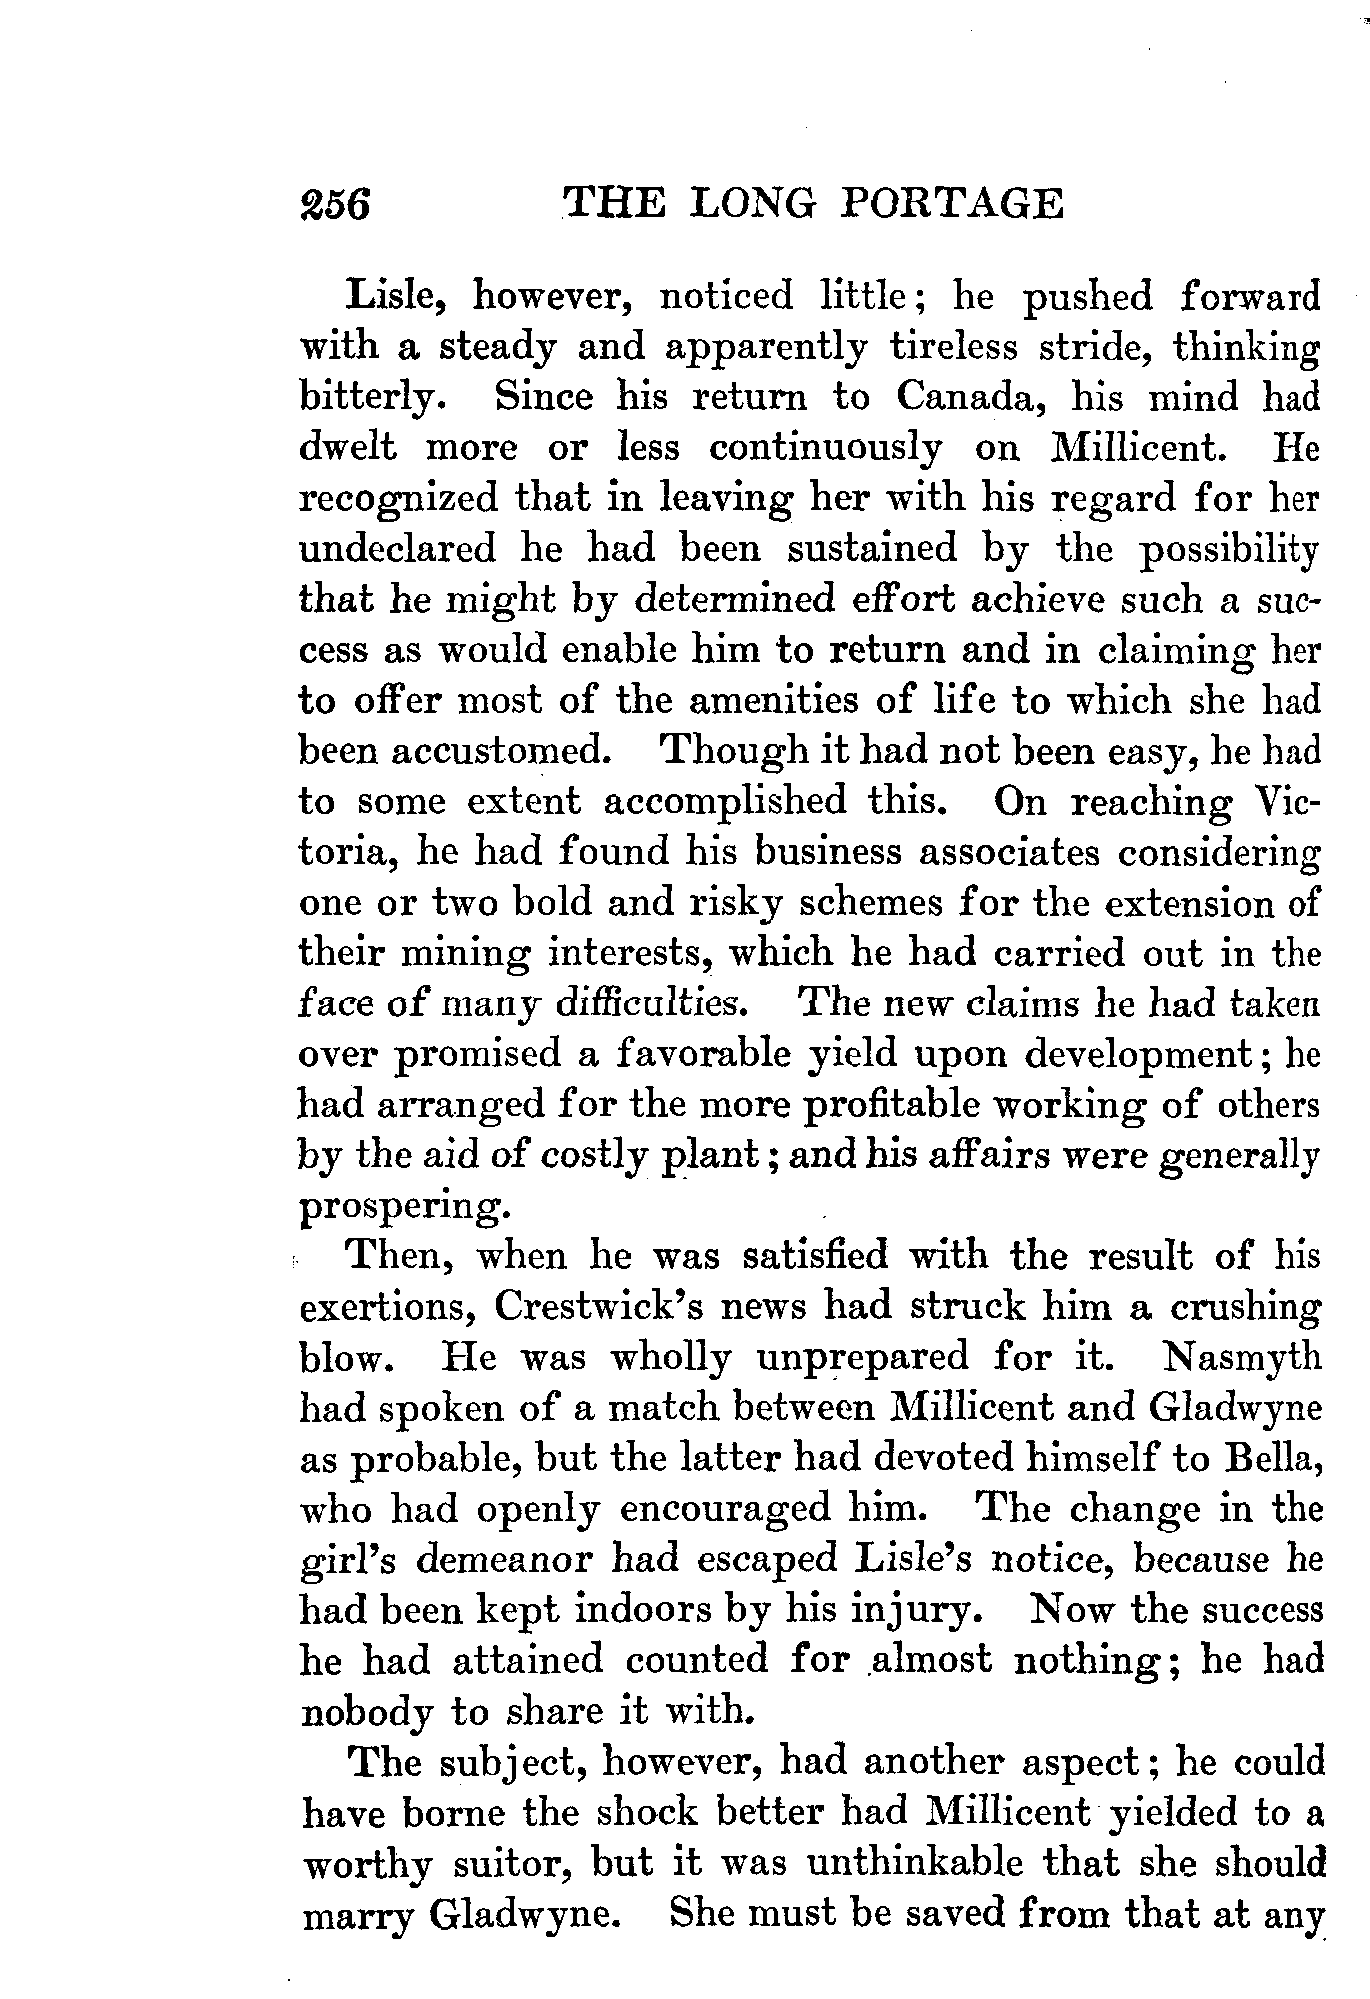 256 THE LONG PORTAGE
Lisle, however, noticed little; he pushed forward
with a steady and apparently tireless stride, thinking
bitterly. Since his return to Canada, his mind had
dwelt more or less continuously on Millicent. He
recognized that in leaving her with his regard for her
undeclared he had been sustained by the possibility
that he might by determined effort achieve such a suc-
cess as would enable him to return and in claiming her
to offer most of the amenities of life to which she had
been accustomed. Though it had not been easy, he had
to some extent accomplished this. On reaching Vic-
toria, he had found his business associates considering
one or two bold and risky schemes for the extension of
their mining interests, which he had carried out in the
face of many difficulties. The new claims he had taken
over promised a favorable yield upon development; he
had arranged for the more profitable working of others
by the aid of costly plant; and his affairs were generally
prospering.
Then, when he was satisfied with the result of his
exertions, Crestwick's news had struck him a crushing
blow. He was wholly unprepared for it. Nasmyth
had spoken of a match between Millicent and Gladwyne
as probable, but the latter had devoted himself to Bella,
who had openly encouraged him. The change in the
girl's demeanor had escaped Lisle's notice, because he
had been kept indoors by his injury. Now the success
he had attained counted for almost nothing; he had
nobody to share it with.
The subject, however, had another aspect; he could
have borne the shock better had Millicent yielded to a
worthy suitor, but it was unthinkable that she should
marry Gladwyne. She must be saved from that at any